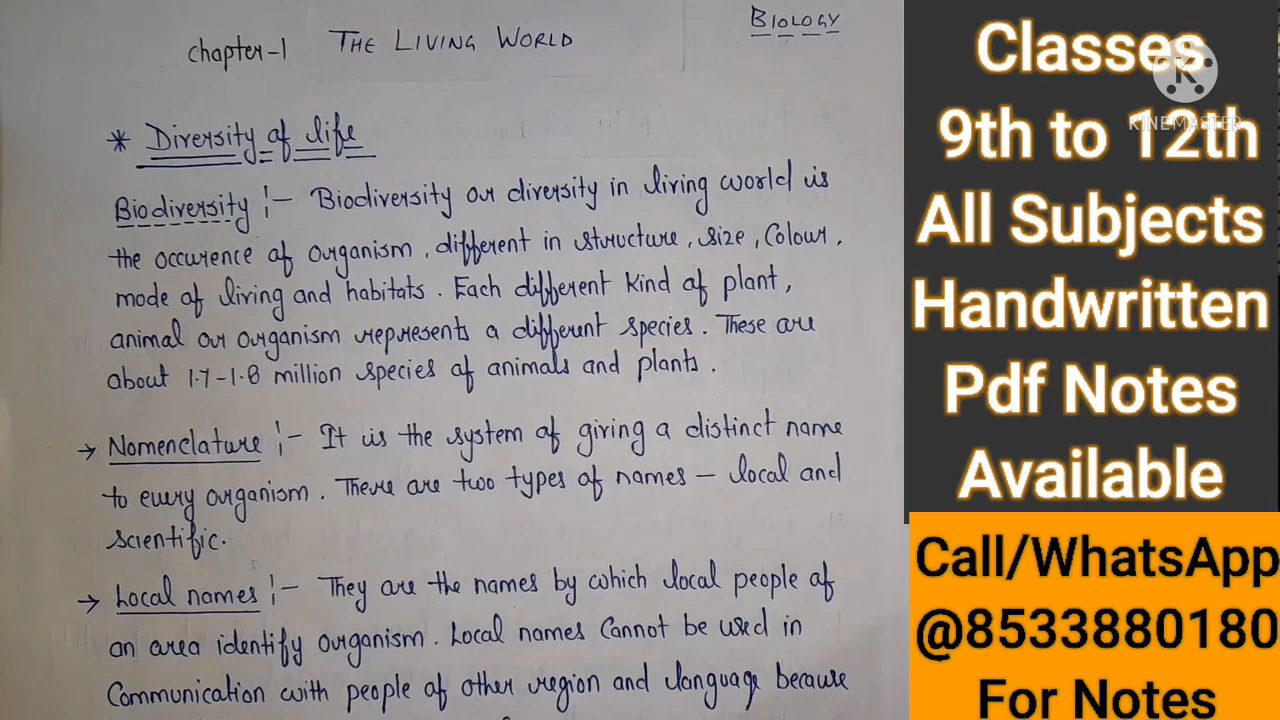 BIOLOGY
chapter-1 THE LIVING WORLD
* Diversity of life
Biodiversity :- Biodiversity or diversity in living world is
the occurence of organism, different in structure, size, Colour,
mode of living and habitats. Each different kind of plant,
animal or organism represents a different species. These are
about 1.7-1.8 million species of animals and plants.
→ Nomenclature :- It is the system of giving a distinct name
to every organism. There are two types of names - local and
scientific.
→ Local names :- They are the names by which local people of
an area identify organism. Local names Cannot be used in
Communication with people of other region and language because
Classes
9th to 12th
All Subjects
Handwritten
Pdf Notes
Available
Call/WhatsApp
@8533880180
For Notes
K
KINEMASTER